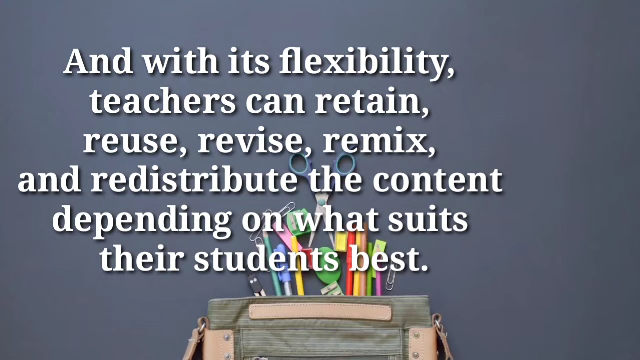 And with its flexibility,
teachers can retain,
reuse, revise, remix,
and redistribute the content
depending on what suits
their students best.